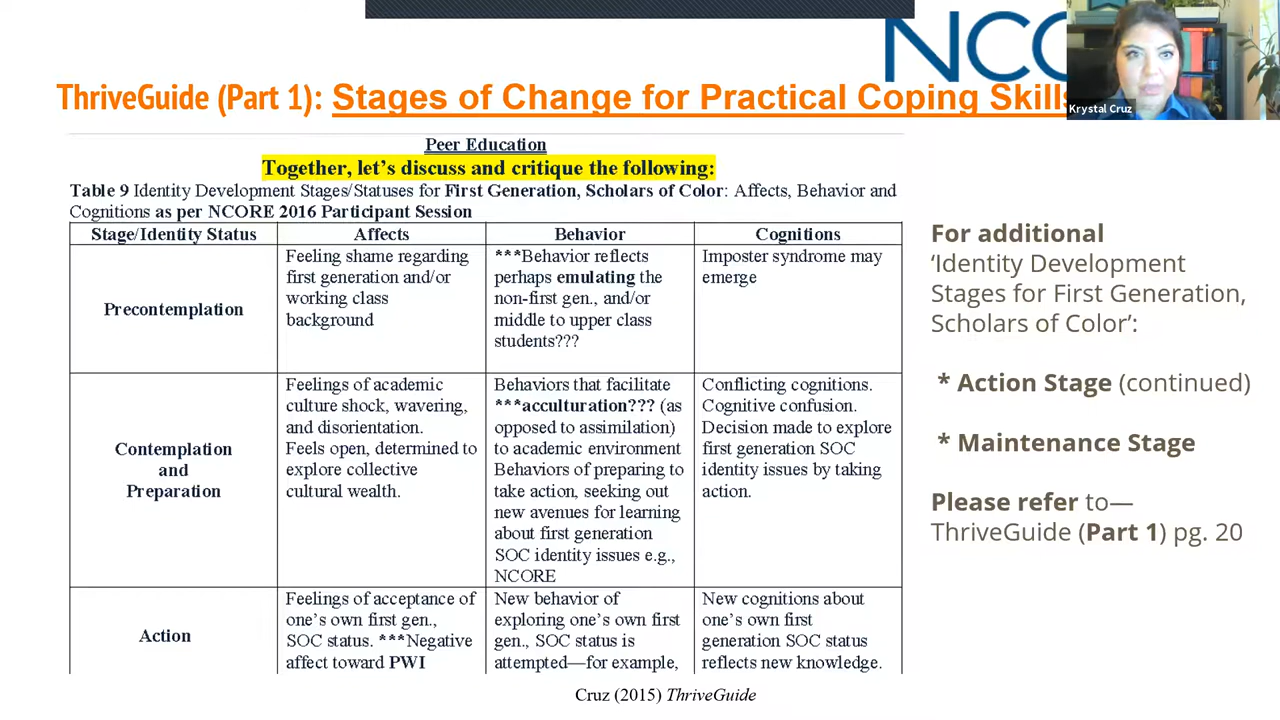 NCO
Krystal Cruz
ThriveGuide (Part 1): Stages of Change for Practical Coping Skills
Peer Education
Together, let's discuss and critique the following:
Table 9 Identity Development Stages/Statuses for First Generation, Scholars of Color: Affects, Behavior and
Cognitions as per NCORE 2016 Participant Session
Stage/Identity Status
Affects
Behavior
Cognitions
Precontemplation
Feeling shame regarding
first generation and/or
working class
background
***Behavior reflects
perhaps emulating the
non-first gen., and/or
middle to upper class
students???
Imposter syndrome may
emerge
Contemplation
and
Preparation
Feelings of academic
culture shock, wavering,
and disorientation.
Feels open, determined to
explore collective
cultural wealth.
Behaviors that facilitate
***acculturation??? (as
opposed to assimilation)
to academic environment
Behaviors of preparing to
take action, seeking out
new avenues for learning
about first generation
SOC identity issues e.g.,
NCORE
Conflicting cognitions.
Cognitive confusion.
Decision made to explore
first generation SOC
identity issues by taking
action.
Action
Feelings of acceptance of
one's own first gen.,
SOC status. ***Negative
affect toward PWI
New behavior of
exploring one's own first
gen., SOC status is
attempted—for example,
New cognitions about
one's own first
generation SOC status
reflects new knowledge.
For additional
‘Identity Development
Stages for First Generation,
Scholars of Color’:
* Action Stage (continued)
* Maintenance Stage
Please refer to—
ThriveGuide (Part 1) pg. 20
Cruz (2015) ThriveGuide